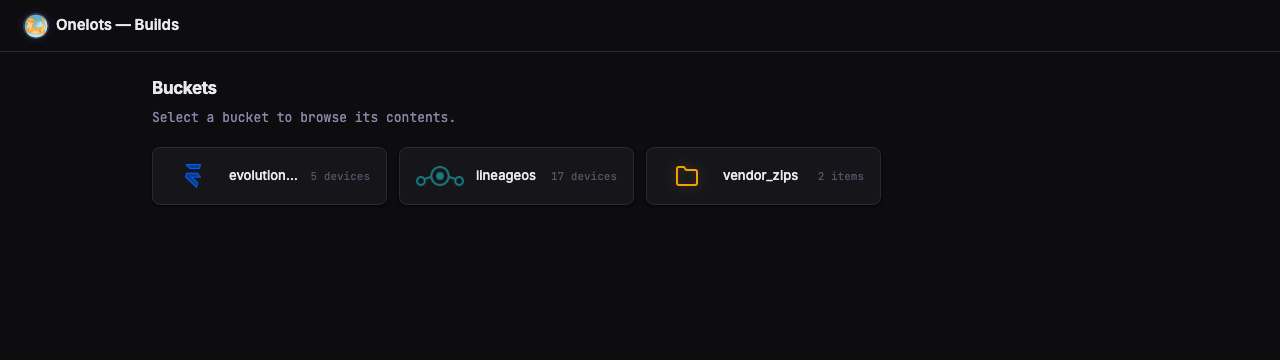 Onelots — Builds
Buckets
Select a bucket to browse its contents.
evolution... 5 devices
lineageos 17 devices
vendor_zips 2 items